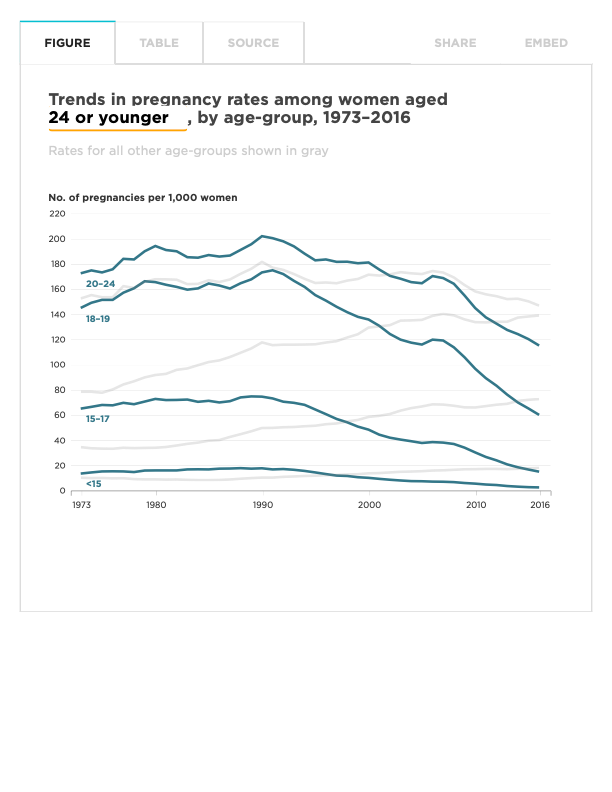 FIGURE TABLE SOURCE SHARE EMBED
Trends in pregnancy rates among women aged
24 or younger , by age-group, 1973–2016
Rates for all other age-groups shown in gray
No. of pregnancies per 1,000 women
220
200
180
160
140
120
100
80
60
40
20
0
20–24
18–19
15–17
<15
1973 1980 1990 2000 2010 2016